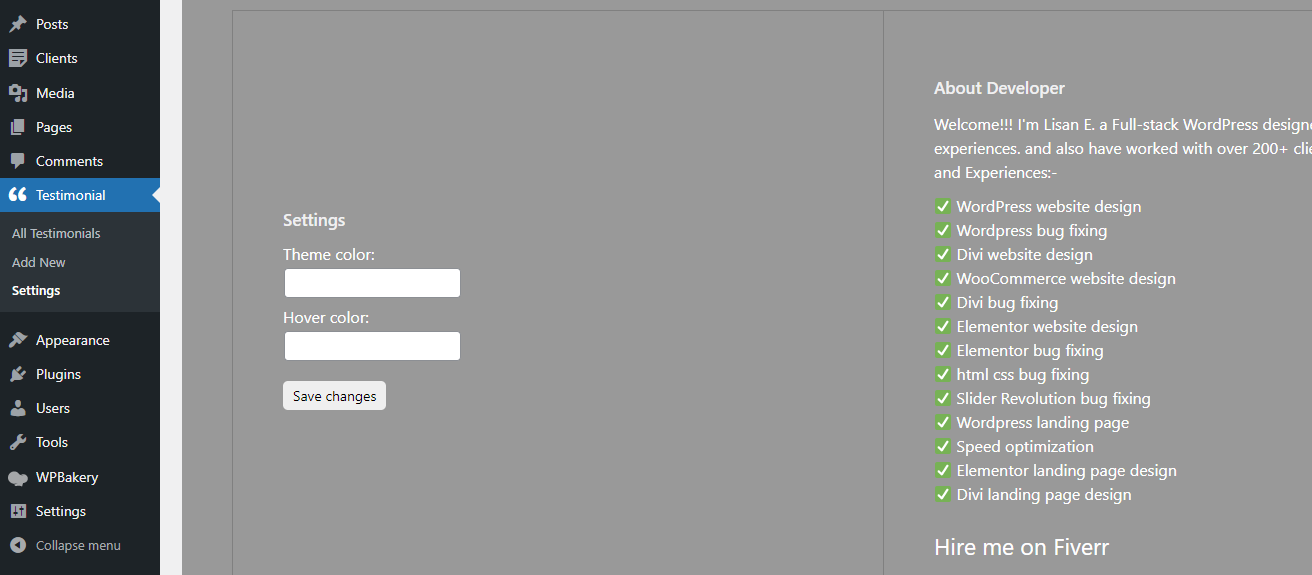 Posts
Clients
Media
Pages
Comments
Testimonial
All Testimonials
Add New
Settings
Appearance
Plugins
Users
Tools
WPBakery
Settings
Collapse menu
Settings
Theme color:
Hover color:
Save changes
About Developer
Welcome!!! I'm Lisan E. a Full-stack WordPress
experiences. and also have worked with over 200+
and Experiences:-
✅ WordPress website design
✅ Wordpress bug fixing
✅ Divi website design
✅ WooCommerce website design
✅ Divi bug fixing
✅ Elementor website design
✅ Elementor bug fixing
✅ html css bug fixing
✅ Slider Revolution bug fixing
✅ Wordpress landing page
✅ Speed optimization
✅ Elementor landing page design
✅ Divi landing page design
Hire me on Fiverr